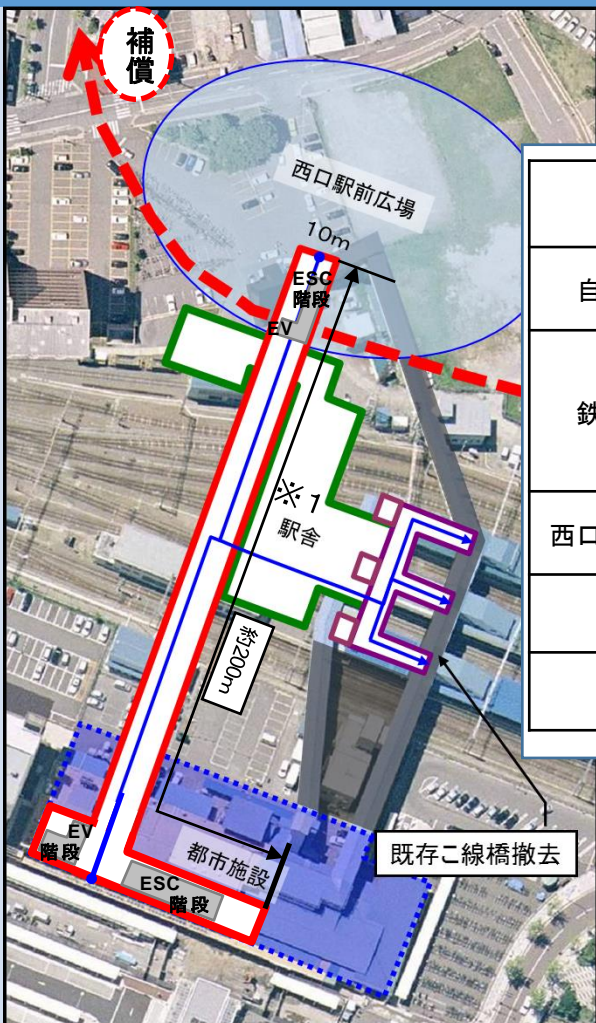 補償
西口駅前広場
10m
ESC
階段
EV
※1
駅舎
約200m
自
鉄
西口
EV
階段
都市施設
ESC
階段
既存こ線橋撤去